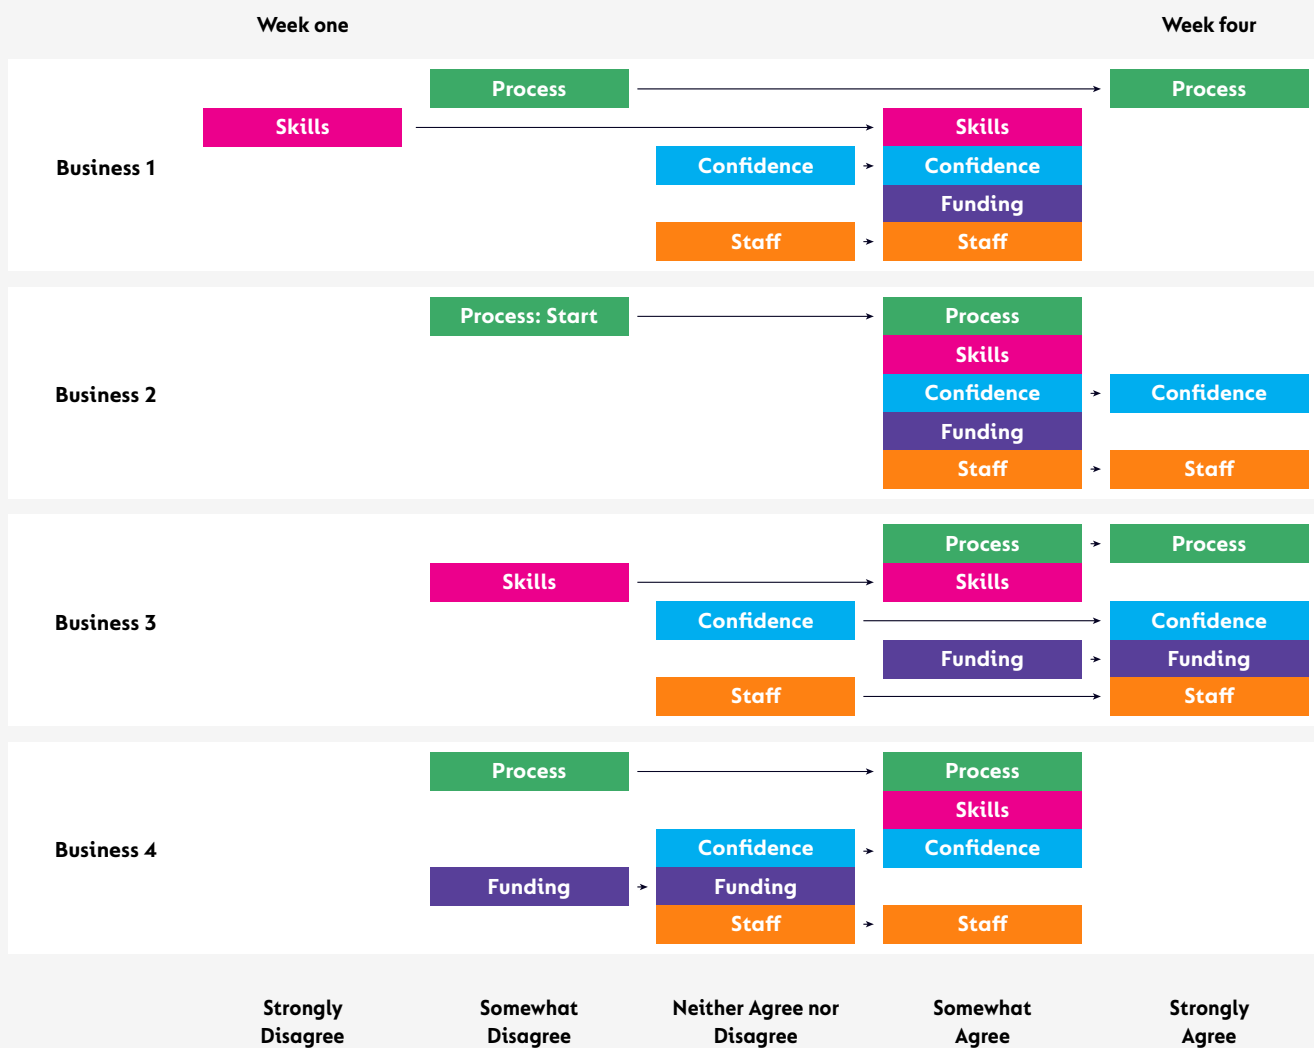 Week one Week four
Process Process
Skills Skills
Business 1
Confidence Confidence
Funding
Staff Staff
Process: Start Process
Skills
Business 2
Confidence Confidence
Funding
Staff Staff
Process Process
Skills Skills
Business 3
Confidence Confidence
Funding Funding
Staff Staff
Process Process
Skills
Business 4
Confidence Confidence
Funding Funding
Staff Staff
Strongly Disagree
Somewhat Disagree
Neither Agree nor Disagree
Somewhat Agree
Strongly Agree